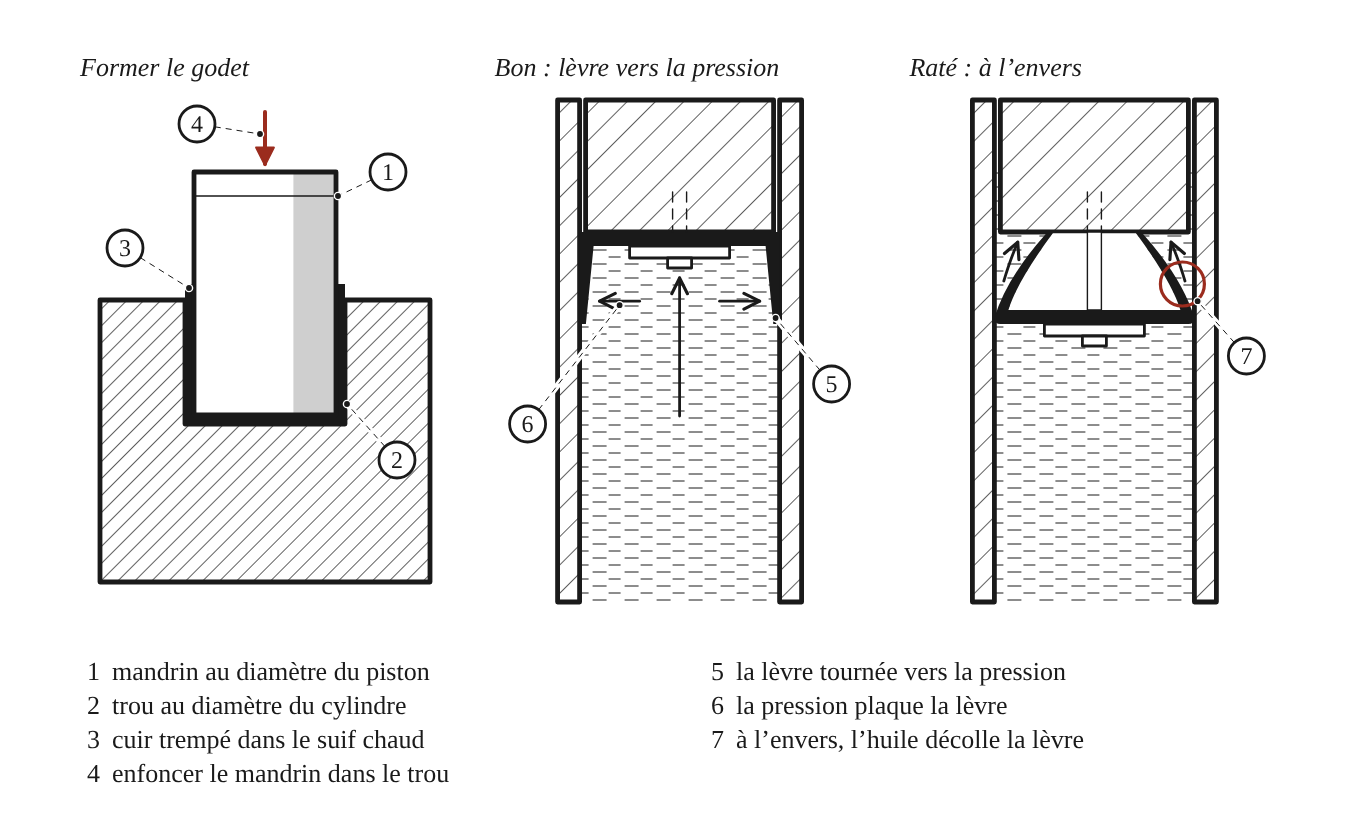 Former le godet
Bon : lèvre vers la pression
Raté : à l’envers
4
1
3
2
6
5
7
1 mandrin au diamètre du piston
2 trou au diamètre du cylindre
3 cuir trempé dans le suif chaud
4 enfoncer le mandrin dans le trou
5 la lèvre tournée vers la pression
6 la pression plaque la lèvre
7 à l’envers, l’huile décolle la lèvre